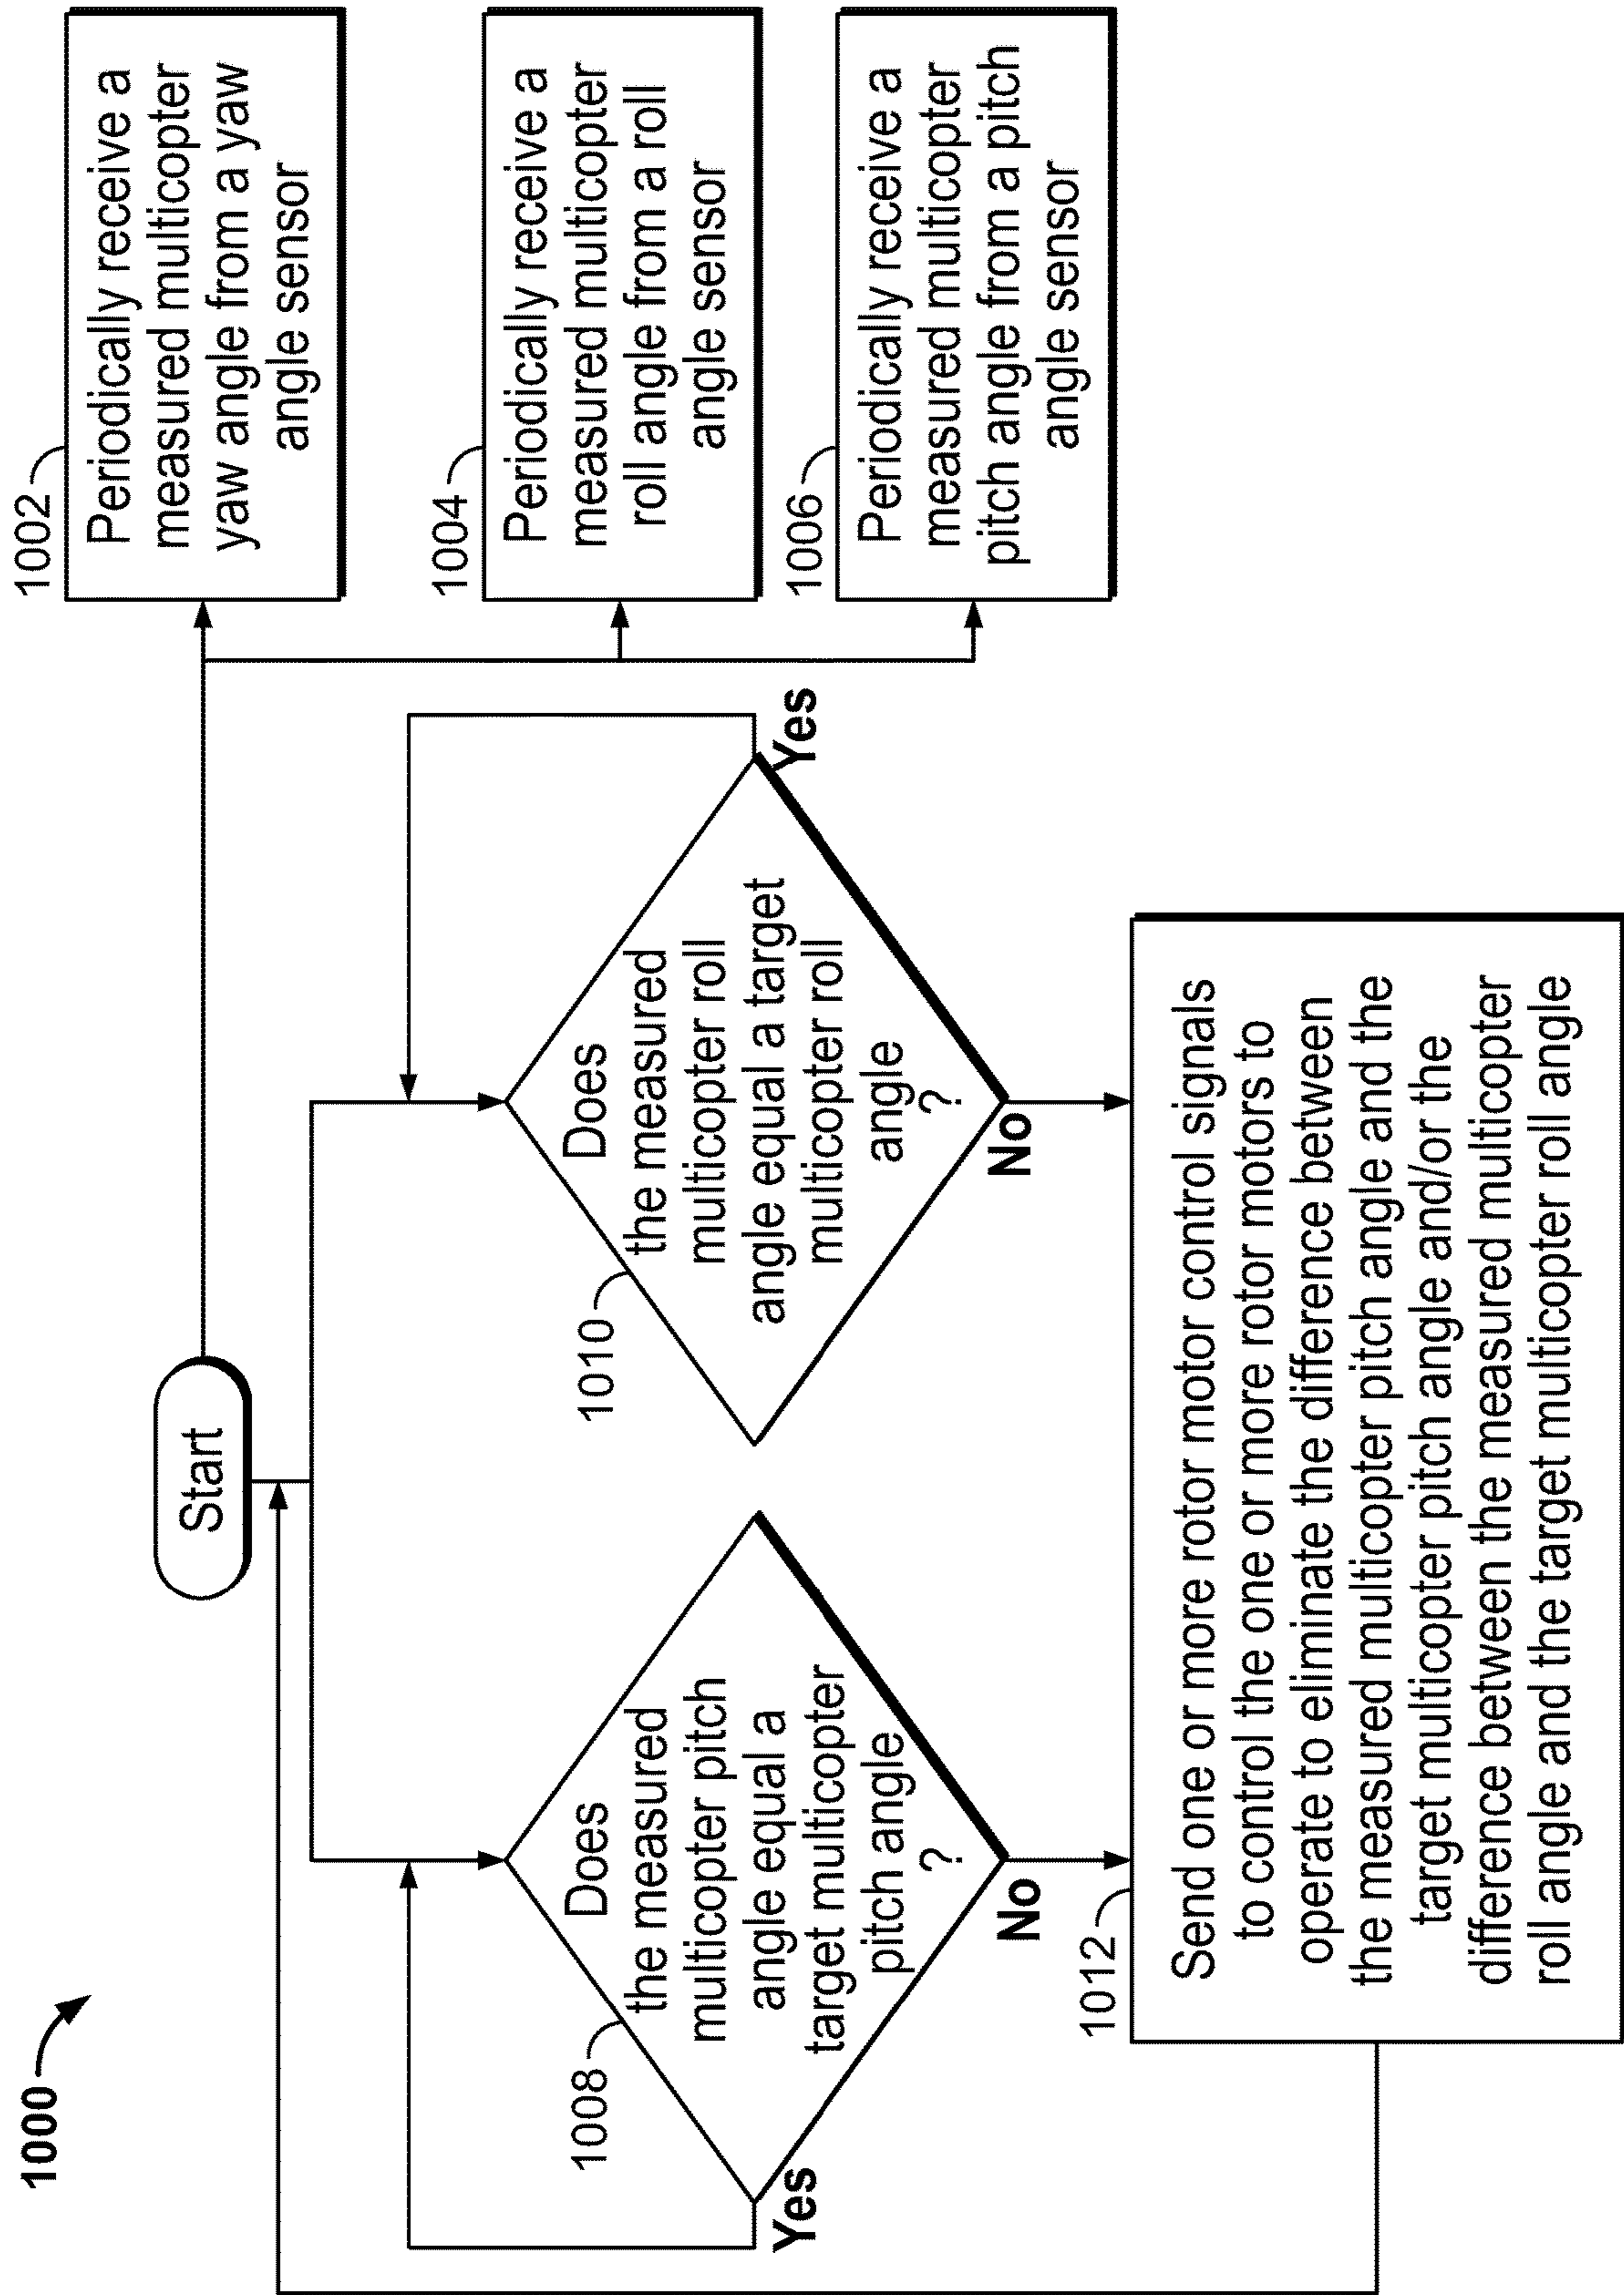 1000
Start
1002
Periodically receive a
measured multicopter
yaw angle from a yaw
angle sensor
1004
Periodically receive a
measured multicopter
roll angle from a roll
angle sensor
1006
Periodically receive a
measured multicopter
pitch angle from a pitch
angle sensor
1008
Does
the measured
multicopter pitch
angle equal a
target multicopter
pitch angle
?
Yes
No
1010
Does
the measured
multicopter roll
angle equal a target
multicopter roll
angle
?
Yes
No
1012
Send one or more rotor motor control signals
to control the one or more rotor motors to
operate to eliminate the difference between
the measured multicopter pitch angle and the
target multicopter pitch angle and/or the
difference between the measured multicopter
roll angle and the target multicopter roll angle